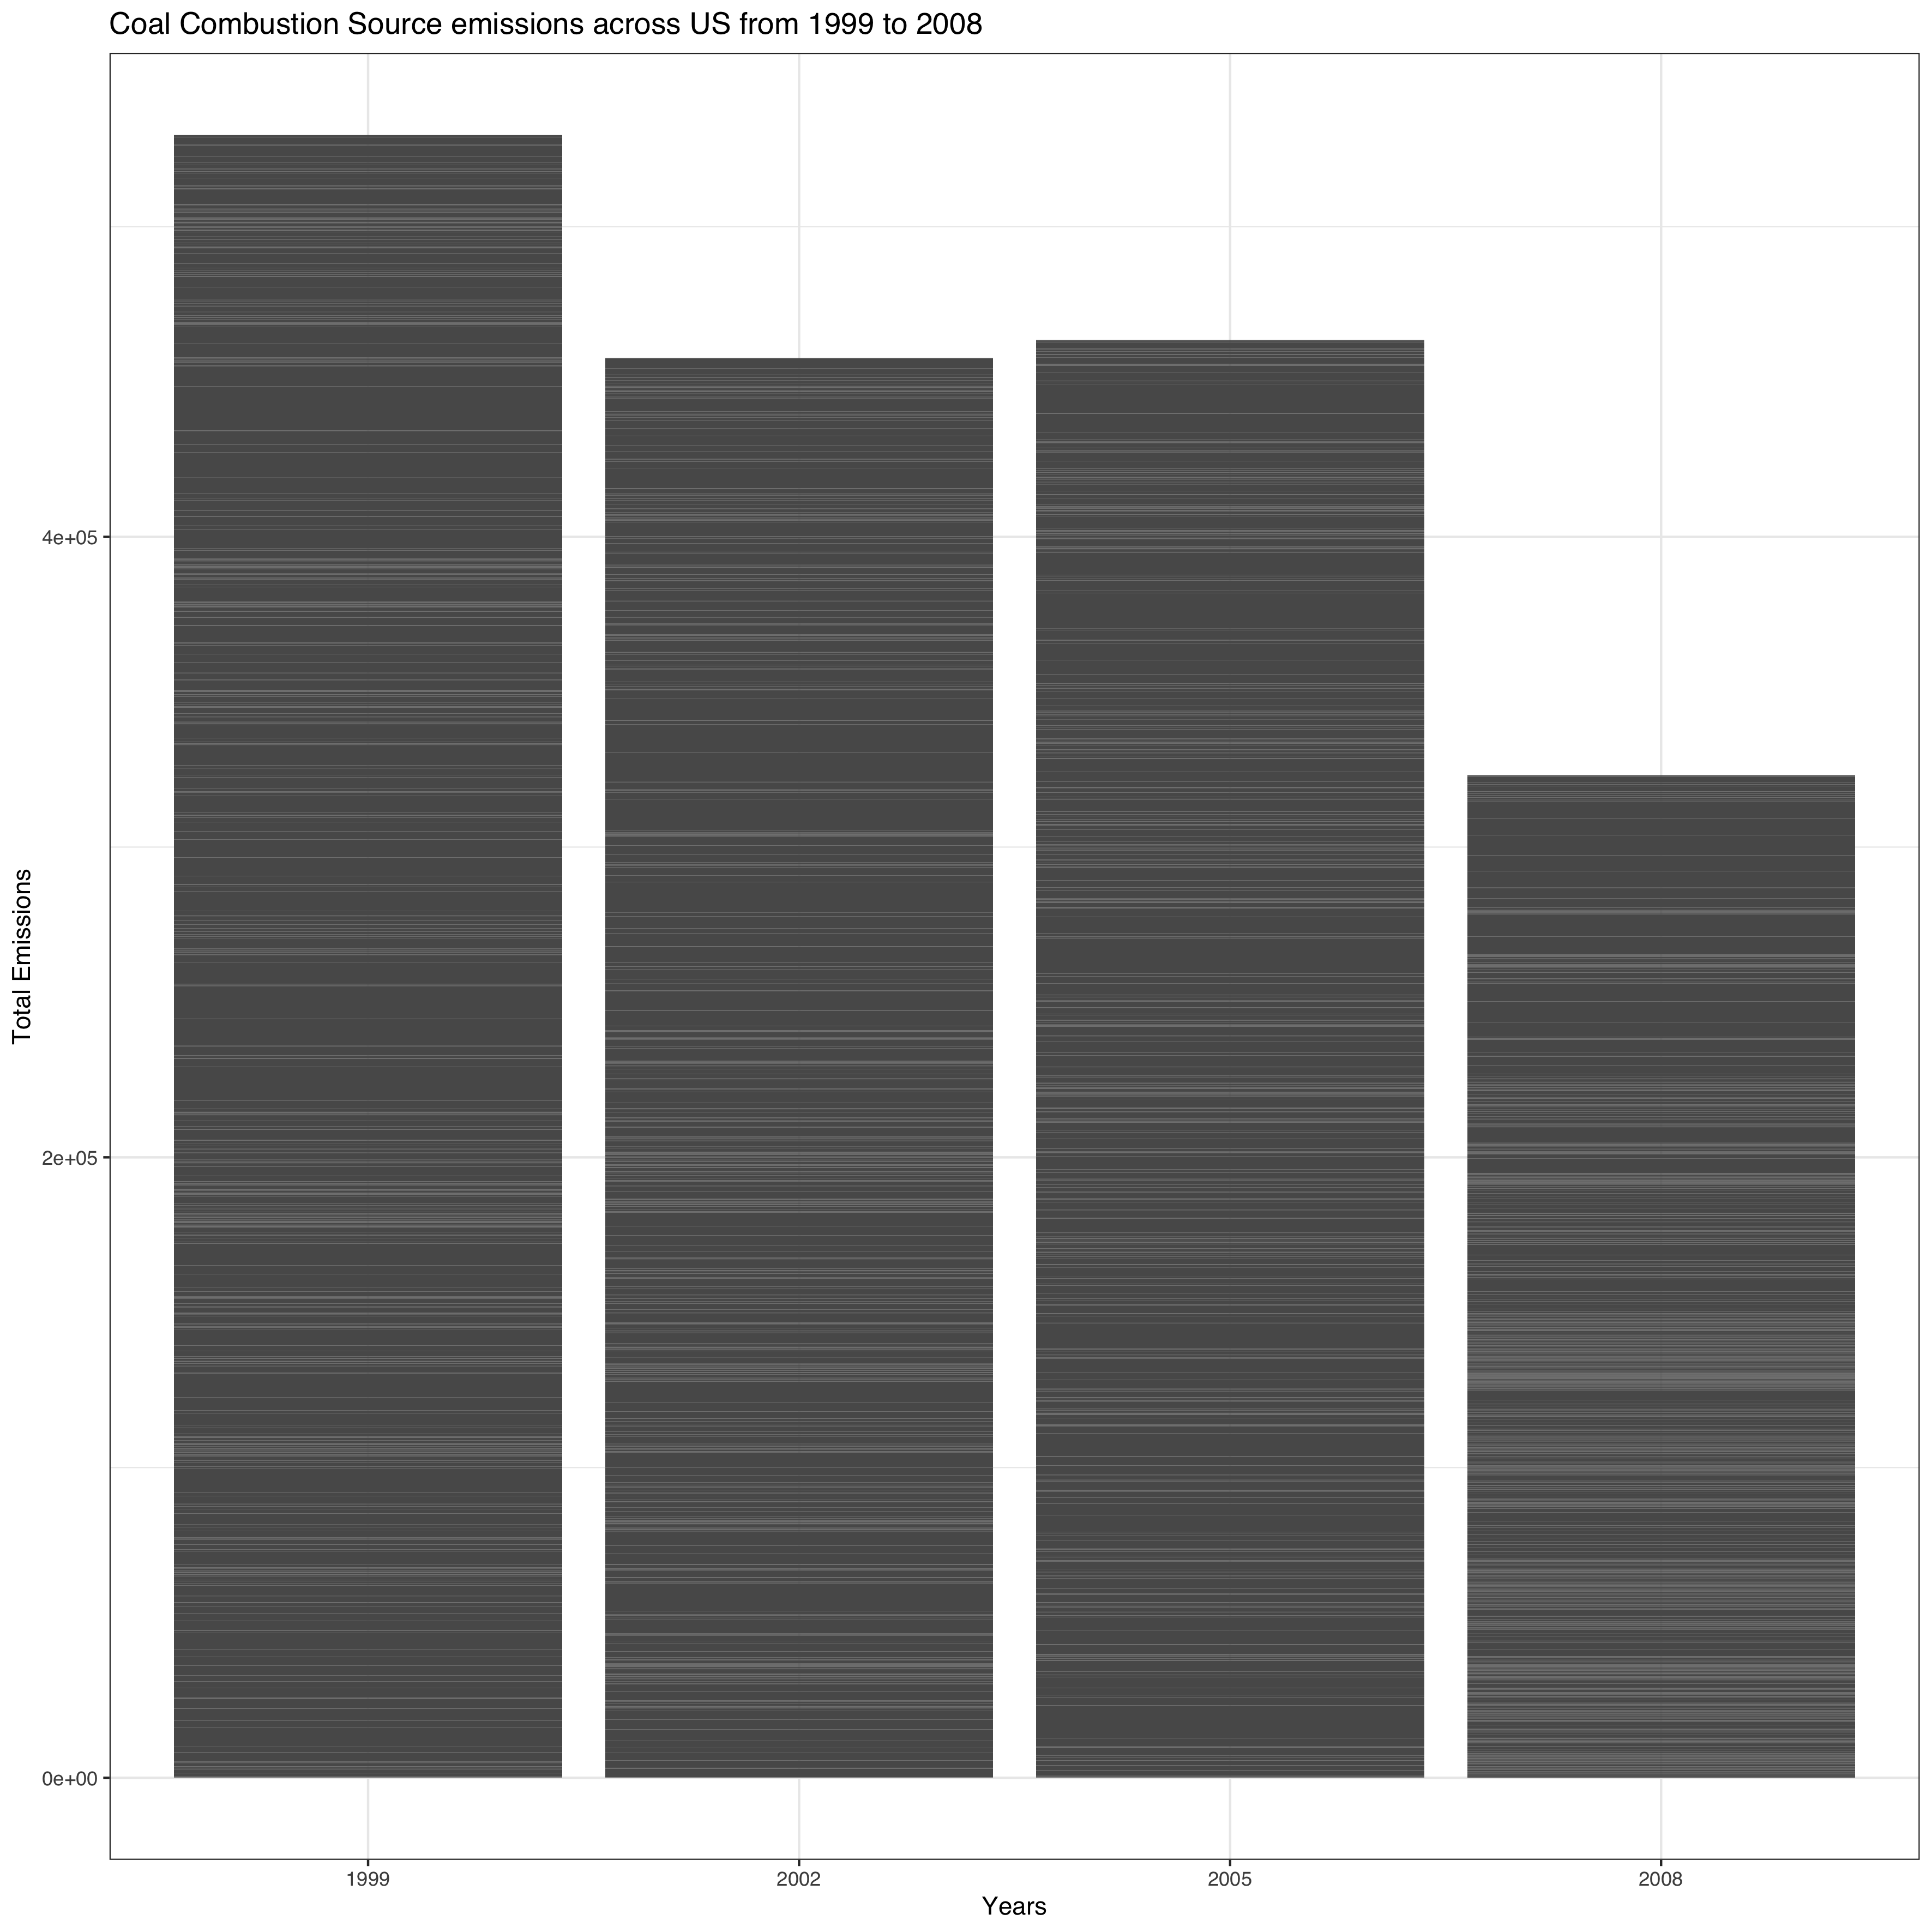 Coal Combustion Source emissions across US from 1999 to 2008
Total Emissions
4e+05
2e+05
0e+00
1999
2002
2005
2008
Years